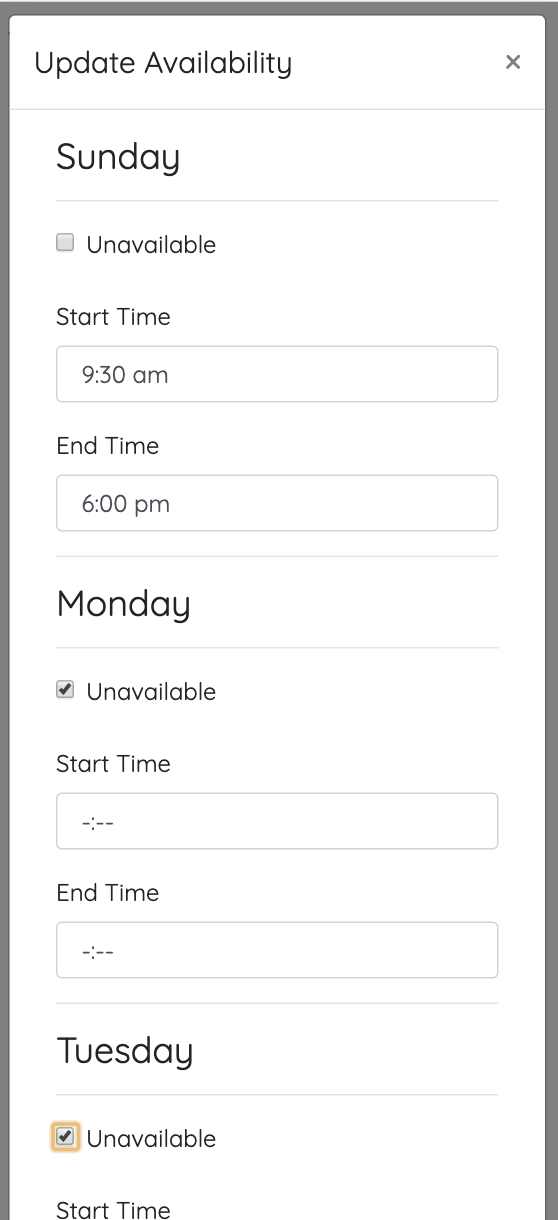 Update Availability ×
Sunday
Unavailable
Start Time
9:30 am
End Time
6:00 pm
Monday
Unavailable
Start Time
-:--
End Time
-:--
Tuesday
Unavailable
Start Time